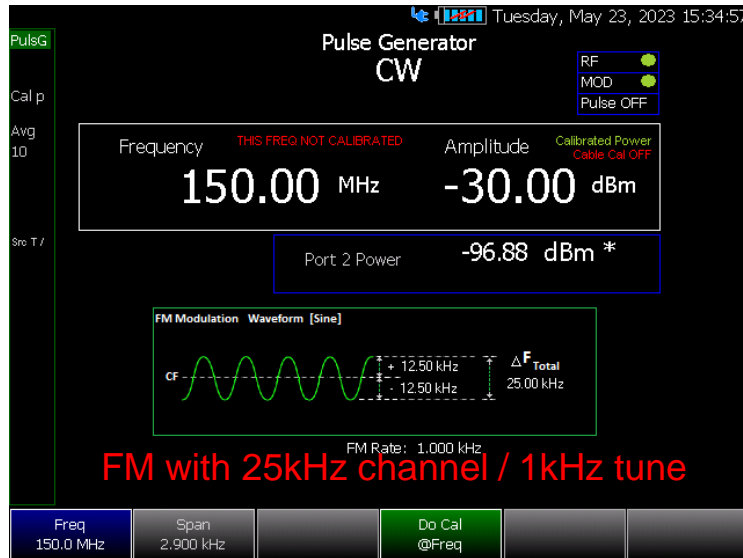 Tuesday, May 23, 2023 15:34:57
PulsG
Pulse Generator
CW
RF
MOD
Pulse OFF
Cal p
Avg
10
Frequency THIS FREQ NOT CALIBRATED Amplitude Calibrated Power
Cable Cal OFF
150.00 MHz -30.00 dBm
Src T /
Port 2 Power -96.88 dBm *
FM Modulation Waveform [Sine]
CF + 12.50 kHz △F Total
- 12.50 kHz 25.00 kHz
FM Rate: 1.000 kHz
FM with 25kHz channel / 1kHz tune
Freq Span Do Cal
150.0 MHz 2.900 kHz @Freq